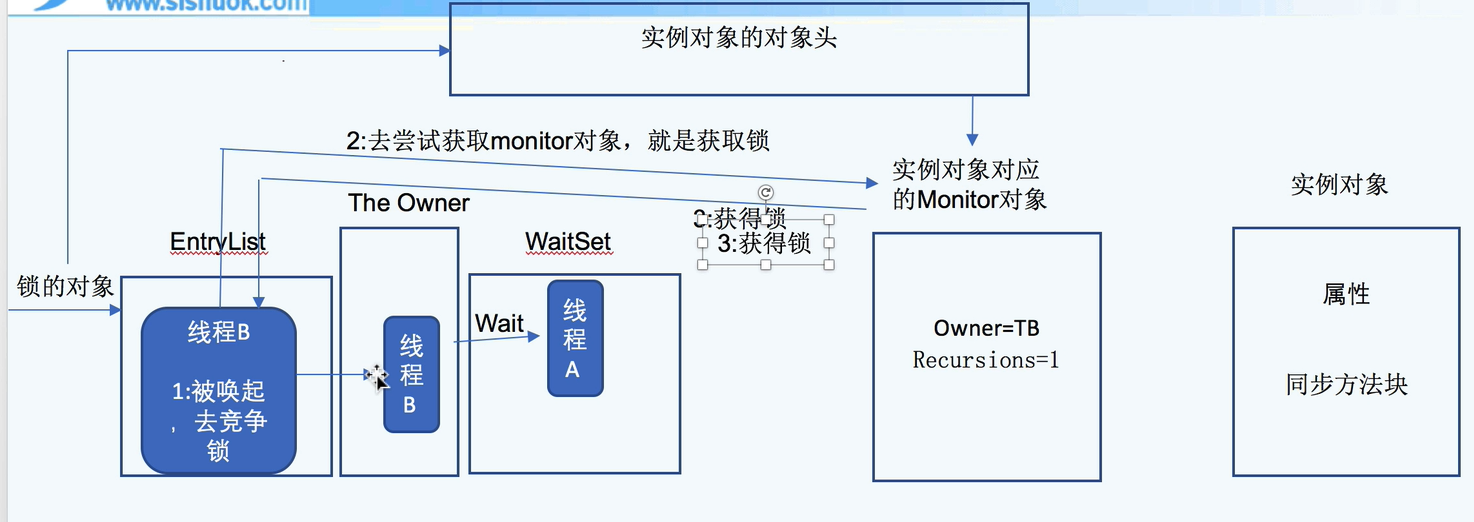 www.sishuok.com
实例对象的对象头
2:去尝试获取monitor对象，就是获取锁
实例对象对应
的Monitor对象
实例对象
The Owner
:获得锁
3:获得锁
EntryList
WaitSet
锁的对象
线程B
1:被唤起
，去竞争
锁
线
程
B
Wait
线
程
A
Owner=TB
Recursions=1
属性
同步方法块